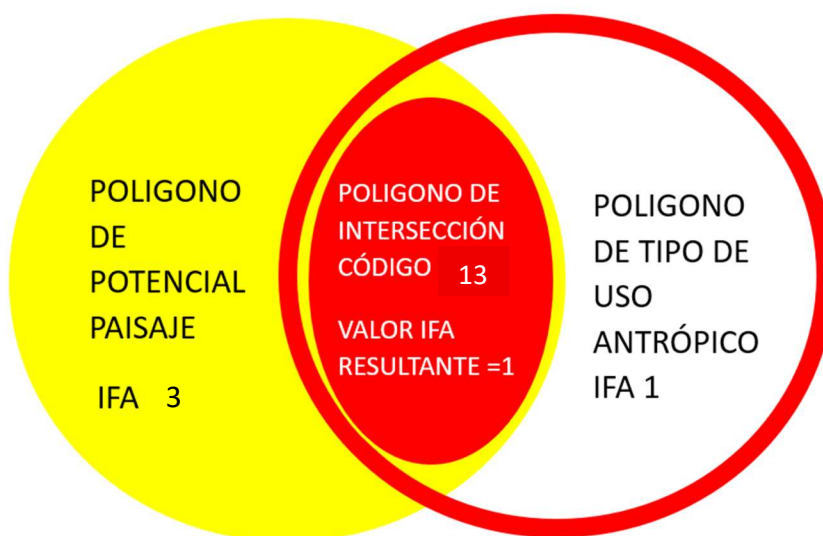 POLIGONO
DE
POTENCIAL
PAISAJE
IFA 3
POLIGONO DE
INTERSECCIÓN
CÓDIGO 13
VALOR IFA
RESULTANTE =1
POLIGONO
DE TIPO DE
USO
ANTRÓPICO
IFA 1